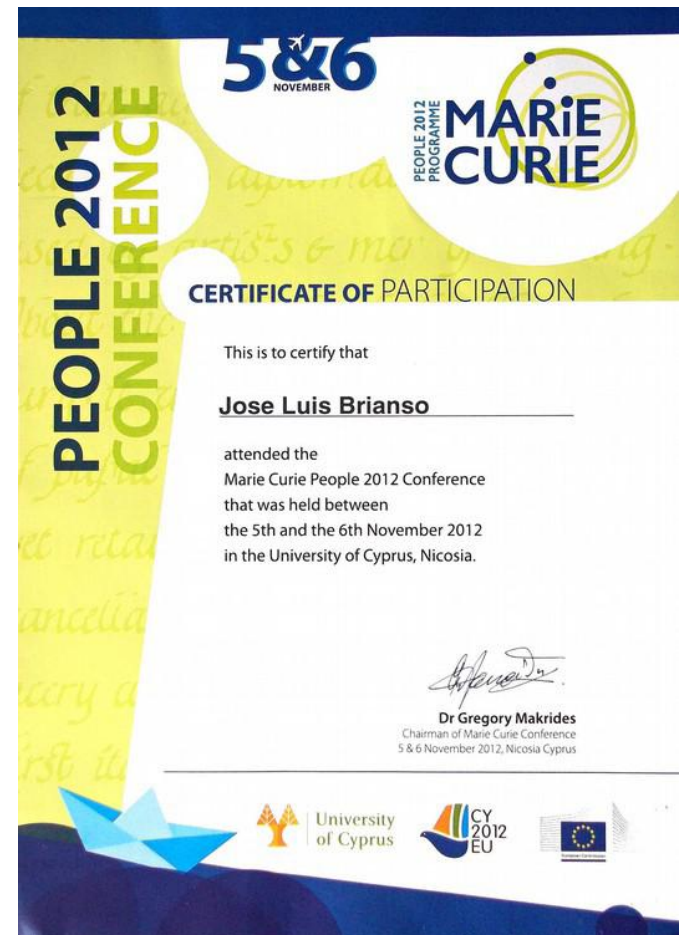 PEOPLE 2012
CONFERENCE
5&6
NOVEMBER
PEOPLE 2012
PROGRAMME
MARiE
CURIE
CERTIFICATE OF PARTICIPATION
This is to certify that
Jose Luis Brianso
attended the
Marie Curie People 2012 Conference
that was held between
the 5th and the 6th November 2012
in the University of Cyprus, Nicosia.
Dr Gregory Makrides
Chairman of Marie Curie Conference
5 & 6 November 2012, Nicosia Cyprus
University
of Cyprus
CY
2012
EU
European Commission